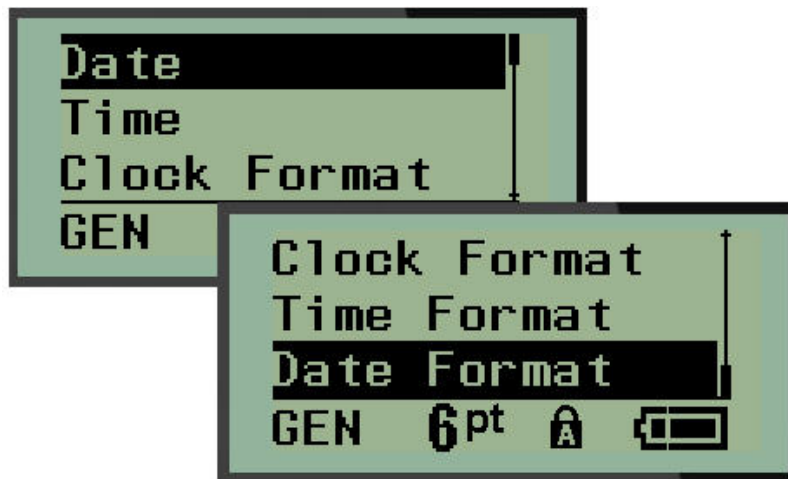 Date
Time
Clock Format
GEN
Clock Format
Time Format
Date Format
GEN 6pt A